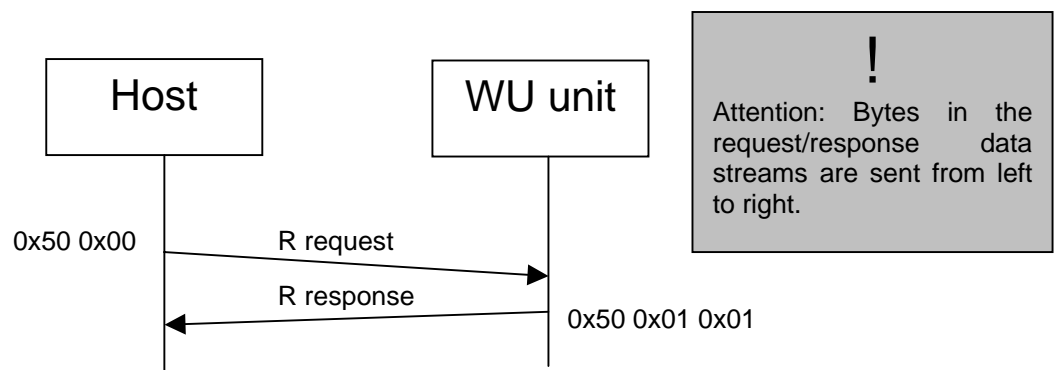 Host
WU unit
!
Attention: Bytes in the
request/response data
streams are sent from left
to right.
0x50 0x00
R request
R response
0x50 0x01 0x01